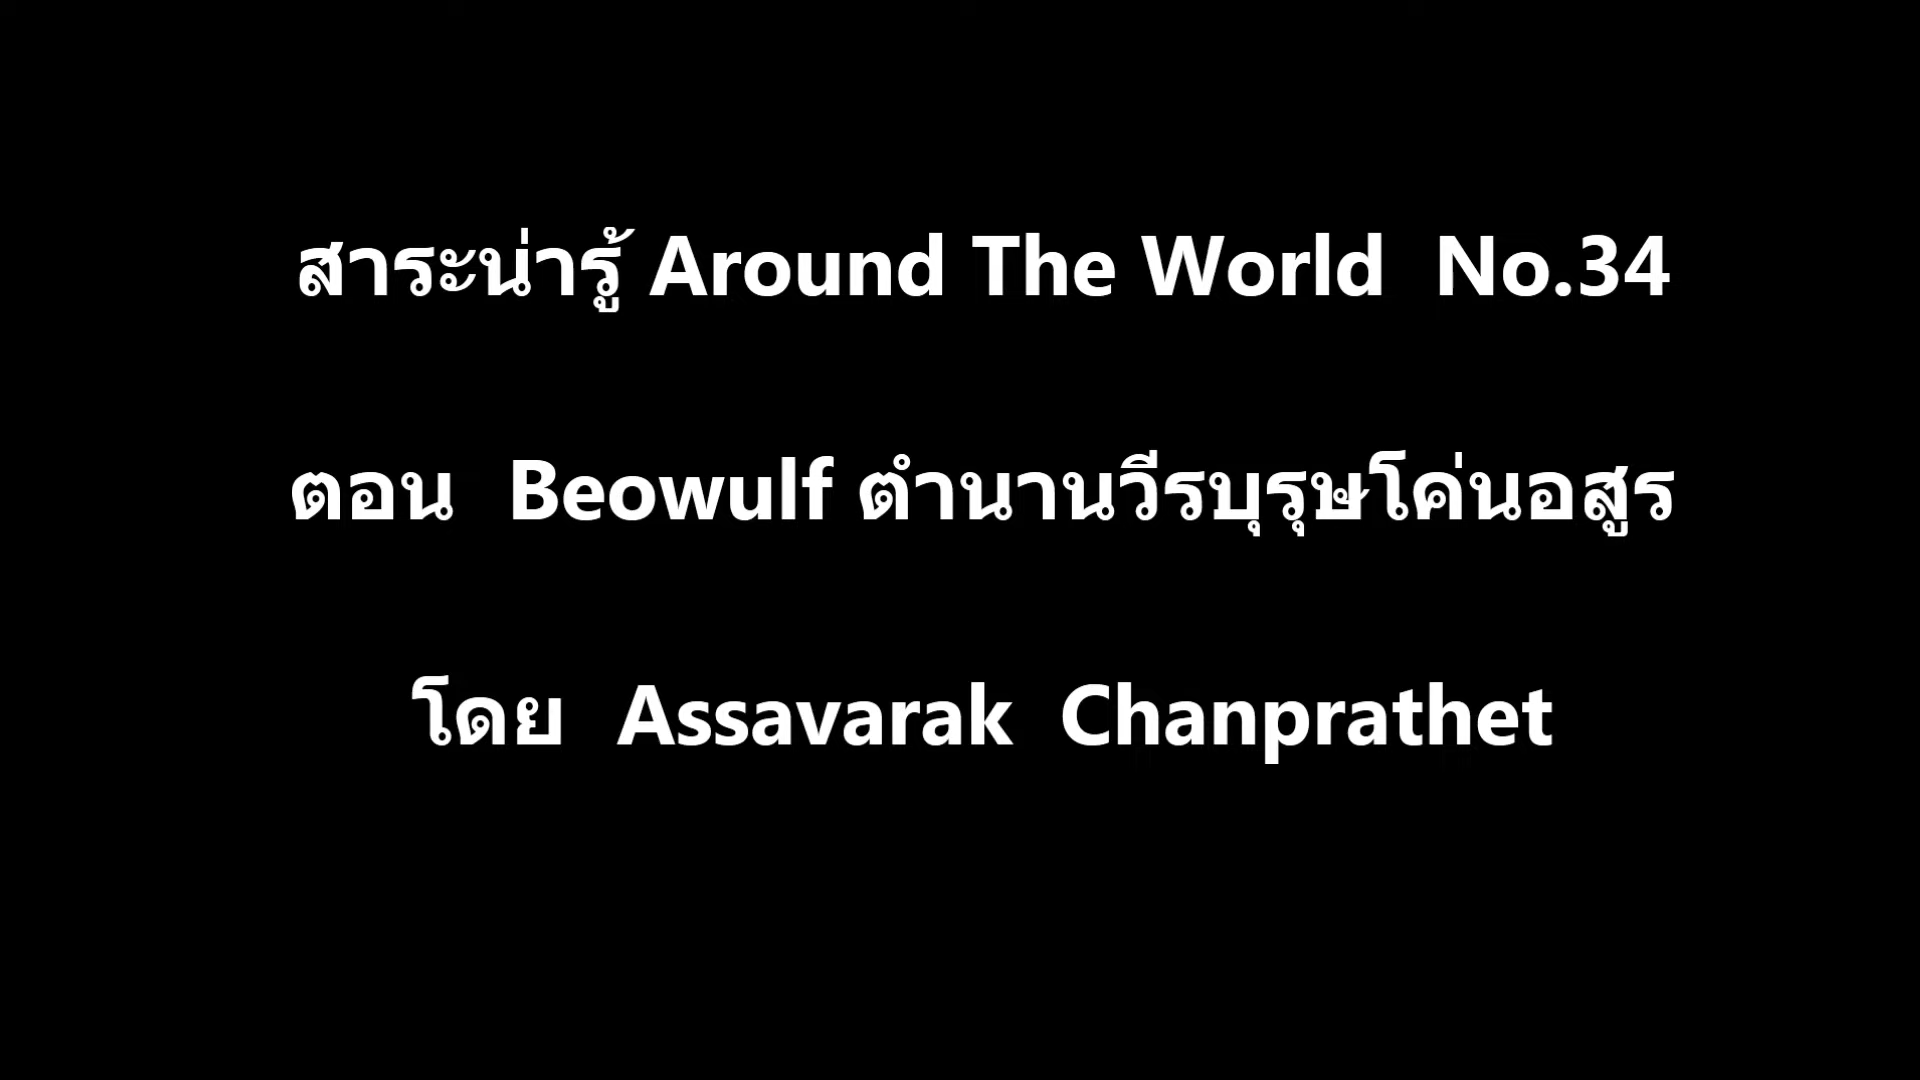 สาระน่ารู้ Around The World  No.34
ตอน  Beowulf ตำนานวีรบุรุษโค่นอสูร
โดย  Assavarak  Chanprathet